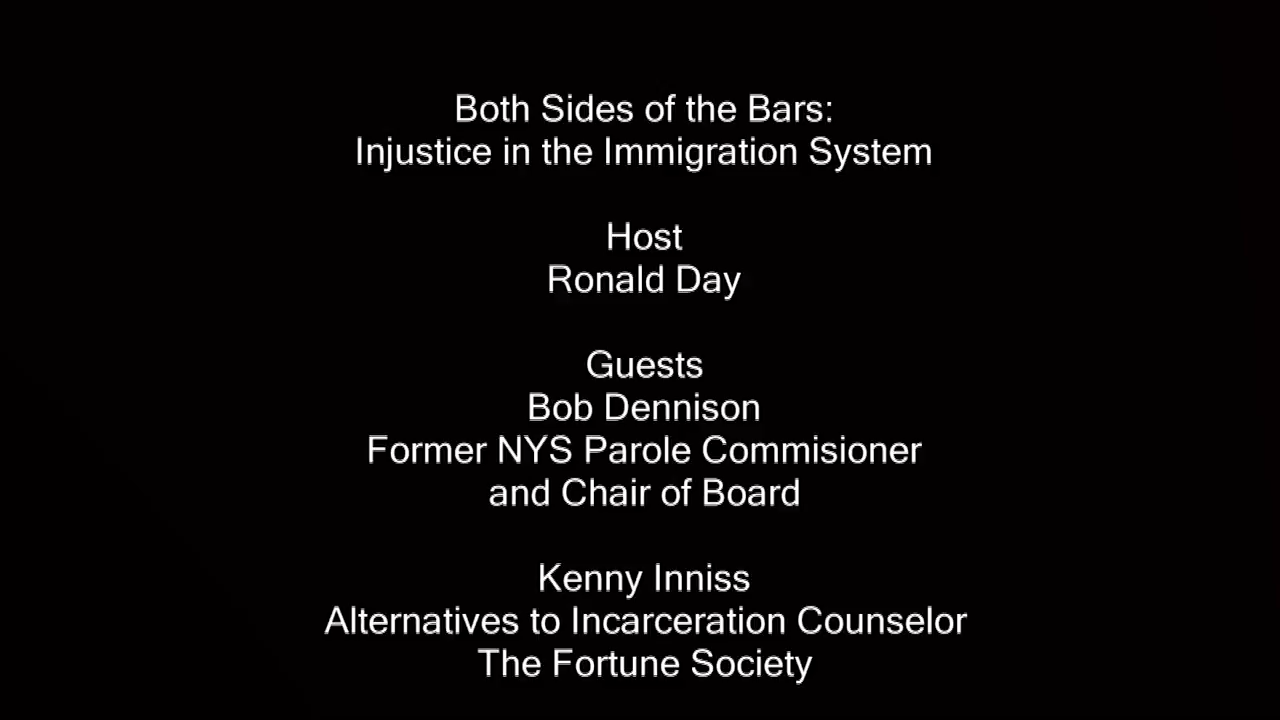 Both Sides of the Bars:
Injustice in the Immigration System
Host
Ronald Day
Guests
Bob Dennison
Former NYS Parole Commisioner
and Chair of Board
Kenny Inniss
Alternatives to Incarceration Counselor
The Fortune Society